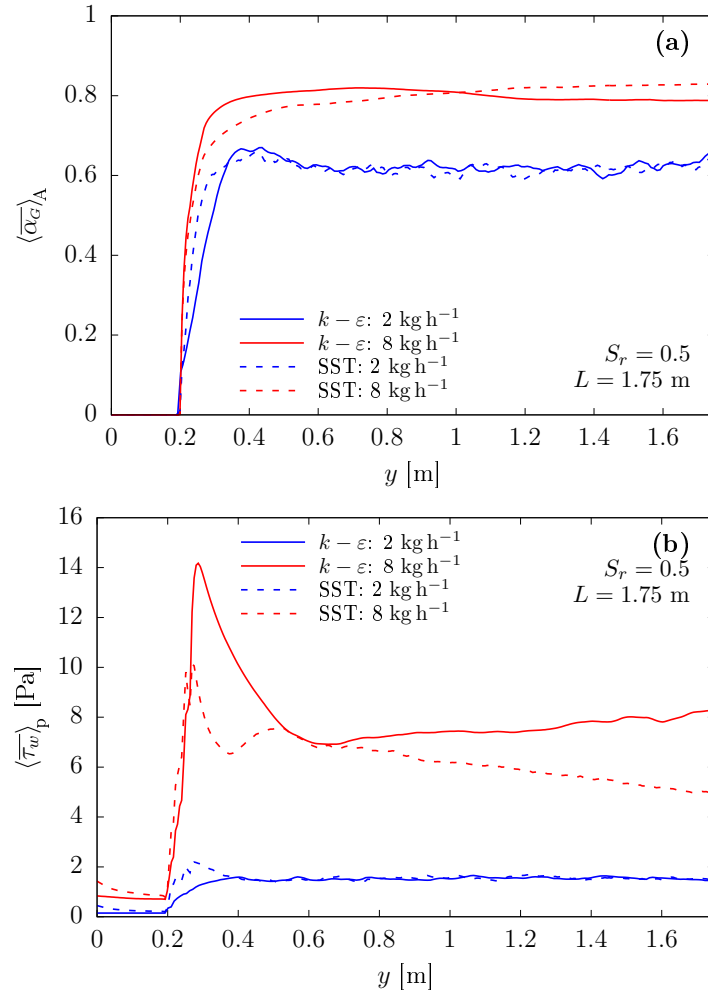 (a)
1
0.8
0.6
0.4
0.2
0
⟨\overline{α_G}⟩_A
k − ε: 2 kg h⁻¹
k − ε: 8 kg h⁻¹
SST: 2 kg h⁻¹
SST: 8 kg h⁻¹
S_r = 0.5
L = 1.75 m
0 0.2 0.4 0.6 0.8 1 1.2 1.4 1.6
y [m]
(b)
16
14
12
10
8
6
4
2
0
⟨\overline{τ_w}⟩_p [Pa]
k − ε: 2 kg h⁻¹
k − ε: 8 kg h⁻¹
SST: 2 kg h⁻¹
SST: 8 kg h⁻¹
S_r = 0.5
L = 1.75 m
0 0.2 0.4 0.6 0.8 1 1.2 1.4 1.6
y [m]